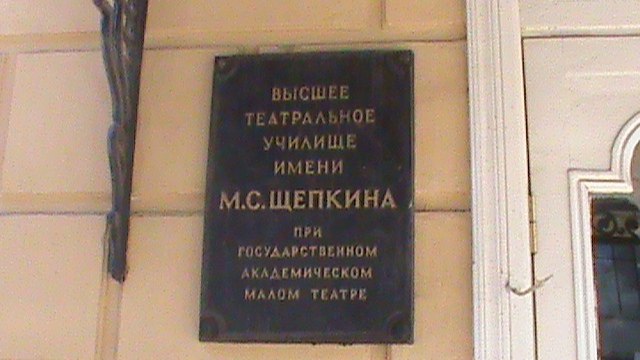 ВЫСШЕЕ
ТЕАТРАЛЬНОЕ
УЧИЛИЩЕ
ИМЕНИ
М.С.ЩЕПКИНА
ПРИ
ГОСУДАРСТВЕННОМ
АКАДЕМИЧЕСКОМ
МАЛОМ ТЕАТРЕ